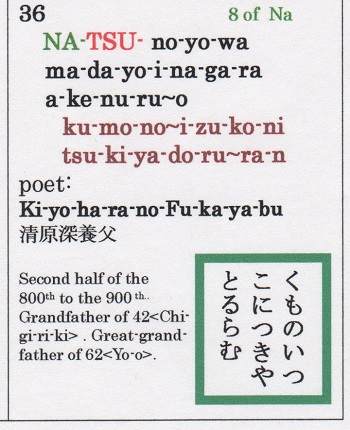 36
8 of Na
NA-TSU- no-yo-wa
ma-da-yo-i-na-ga-ra
a-ke-nu-ru~o
ku-mo-no~i-zu-ko-ni
tsu-ki-ya-do-ru~ra-n
poet:
Ki-yo-ha-ra-no-Fu-ka-ya-bu
清原深養父
Second half of the
800th to the 900th..
Grandfather of 42<Chi-
gi-ri-ki> . Great-grand-
father of 62<Yo-o>.
くものいつ
こにつきや
とるらむ